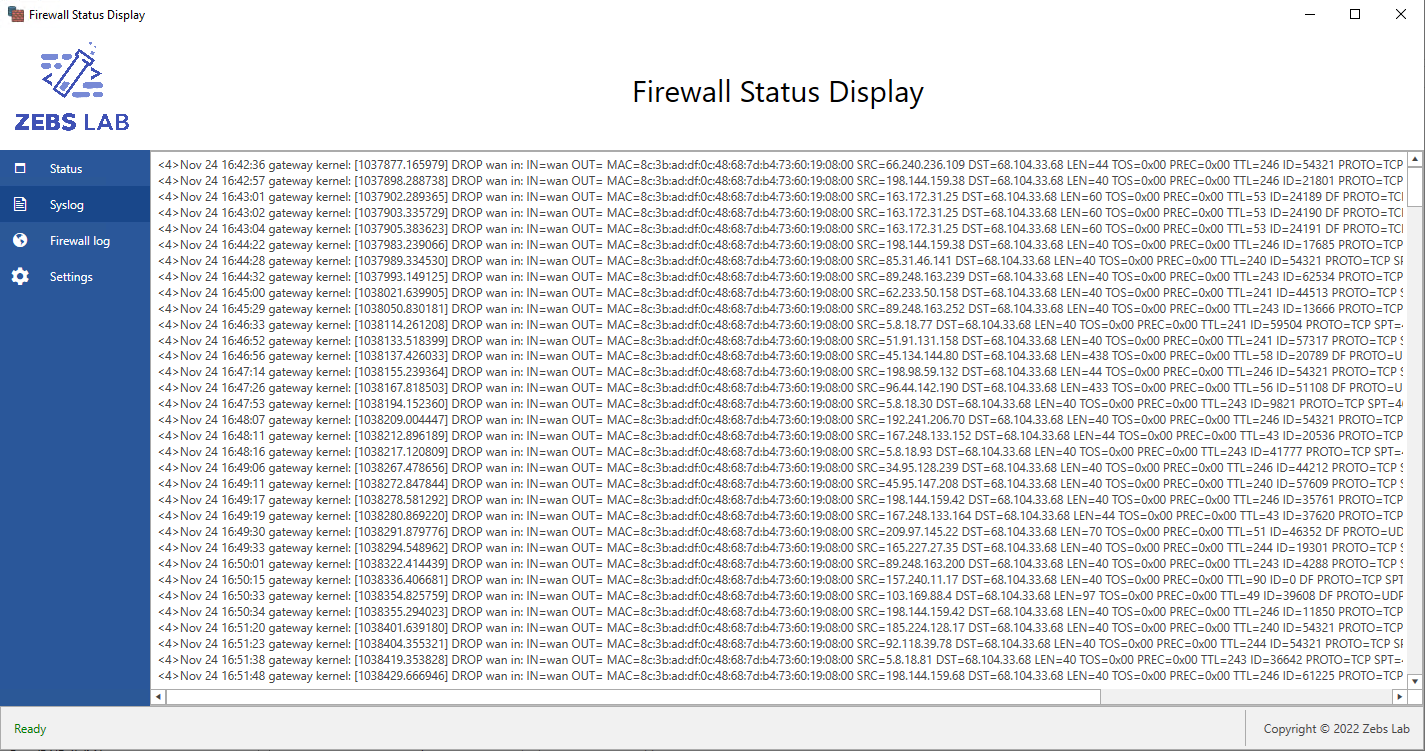 Firewall Status Display
ZEBS LAB
Firewall Status Display
Status
Syslog
Firewall log
Settings
<4>Nov 24 16:42:36 gateway kernel: [1037877.165979] DROP wan in: IN=wan OUT= MAC=8c:3b:ad:df:0c:48:68:7d:b4:73:60:19:08:00 SRC=66.240.236.109 DST=68.104.33.68 LEN=44 TOS=0x00 PREC=0x00 TTL=246 ID=54321 PROTO=TCP
<4>Nov 24 16:42:57 gateway kernel: [1037898.288738] DROP wan in: IN=wan OUT= MAC=8c:3b:ad:df:0c:48:68:7d:b4:73:60:19:08:00 SRC=198.144.159.38 DST=68.104.33.68 LEN=40 TOS=0x00 PREC=0x00 TTL=246 ID=21801 PROTO=TCP
<4>Nov 24 16:43:01 gateway kernel: [1037902.289365] DROP wan in: IN=wan OUT= MAC=8c:3b:ad:df:0c:48:68:7d:b4:73:60:19:08:00 SRC=163.172.31.25 DST=68.104.33.68 LEN=60 TOS=0x00 PREC=0x00 TTL=53 ID=24189 DF PROTO=TCP
<4>Nov 24 16:43:02 gateway kernel: [1037903.335729] DROP wan in: IN=wan OUT= MAC=8c:3b:ad:df:0c:48:68:7d:b4:73:60:19:08:00 SRC=163.172.31.25 DST=68.104.33.68 LEN=60 TOS=0x00 PREC=0x00 TTL=53 ID=24190 DF PROTO=TCP
<4>Nov 24 16:43:04 gateway kernel: [1037905.383623] DROP wan in: IN=wan OUT= MAC=8c:3b:ad:df:0c:48:68:7d:b4:73:60:19:08:00 SRC=163.172.31.25 DST=68.104.33.68 LEN=60 TOS=0x00 PREC=0x00 TTL=53 ID=24191 DF PROTO=TCP
<4>Nov 24 16:44:22 gateway kernel: [1037983.239066] DROP wan in: IN=wan OUT= MAC=8c:3b:ad:df:0c:48:68:7d:b4:73:60:19:08:00 SRC=198.144.159.38 DST=68.104.33.68 LEN=40 TOS=0x00 PREC=0x00 TTL=246 ID=17685 PROTO=TCP
<4>Nov 24 16:44:28 gateway kernel: [1037989.334530] DROP wan in: IN=wan OUT= MAC=8c:3b:ad:df:0c:48:68:7d:b4:73:60:19:08:00 SRC=85.31.46.141 DST=68.104.33.68 LEN=40 TOS=0x00 PREC=0x00 TTL=240 ID=54321 PROTO=TCP SP
<4>Nov 24 16:44:32 gateway kernel: [1037993.149125] DROP wan in: IN=wan OUT= MAC=8c:3b:ad:df:0c:48:68:7d:b4:73:60:19:08:00 SRC=89.248.163.239 DST=68.104.33.68 LEN=40 TOS=0x00 PREC=0x00 TTL=243 ID=62534 PROTO=TCP
<4>Nov 24 16:45:00 gateway kernel: [1038021.639905] DROP wan in: IN=wan OUT= MAC=8c:3b:ad:df:0c:48:68:7d:b4:73:60:19:08:00 SRC=62.233.50.158 DST=68.104.33.68 LEN=40 TOS=0x00 PREC=0x00 TTL=241 ID=44513 PROTO=TCP S
<4>Nov 24 16:45:29 gateway kernel: [1038050.830181] DROP wan in: IN=wan OUT= MAC=8c:3b:ad:df:0c:48:68:7d:b4:73:60:19:08:00 SRC=89.248.163.252 DST=68.104.33.68 LEN=40 TOS=0x00 PREC=0x00 TTL=243 ID=13666 PROTO=TCP
<4>Nov 24 16:46:33 gateway kernel: [1038114.261208] DROP wan in: IN=wan OUT= MAC=8c:3b:ad:df:0c:48:68:7d:b4:73:60:19:08:00 SRC=5.8.18.77 DST=68.104.33.68 LEN=40 TOS=0x00 PREC=0x00 TTL=241 ID=59504 PROTO=TCP SPT=
<4>Nov 24 16:46:52 gateway kernel: [1038133.518399] DROP wan in: IN=wan OUT= MAC=8c:3b:ad:df:0c:48:68:7d:b4:73:60:19:08:00 SRC=51.91.131.158 DST=68.104.33.68 LEN=40 TOS=0x00 PREC=0x00 TTL=241 ID=57317 PROTO=TCP S
<4>Nov 24 16:46:56 gateway kernel: [1038137.426033] DROP wan in: IN=wan OUT= MAC=8c:3b:ad:df:0c:48:68:7d:b4:73:60:19:08:00 SRC=45.134.144.80 DST=68.104.33.68 LEN=438 TOS=0x00 PREC=0x00 TTL=58 ID=20789 DF PROTO=U
<4>Nov 24 16:47:14 gateway kernel: [1038155.239364] DROP wan in: IN=wan OUT= MAC=8c:3b:ad:df:0c:48:68:7d:b4:73:60:19:08:00 SRC=198.98.59.132 DST=68.104.33.68 LEN=44 TOS=0x00 PREC=0x00 TTL=246 ID=54321 PROTO=TCP S
<4>Nov 24 16:47:26 gateway kernel: [1038167.818503] DROP wan in: IN=wan OUT= MAC=8c:3b:ad:df:0c:48:68:7d:b4:73:60:19:08:00 SRC=96.44.142.190 DST=68.104.33.68 LEN=433 TOS=0x00 PREC=0x00 TTL=56 ID=51108 DF PROTO=U
<4>Nov 24 16:47:53 gateway kernel: [1038194.152360] DROP wan in: IN=wan OUT= MAC=8c:3b:ad:df:0c:48:68:7d:b4:73:60:19:08:00 SRC=5.8.18.30 DST=68.104.33.68 LEN=40 TOS=0x00 PREC=0x00 TTL=243 ID=9821 PROTO=TCP SPT=4
<4>Nov 24 16:48:07 gateway kernel: [1038209.004447] DROP wan in: IN=wan OUT= MAC=8c:3b:ad:df:0c:48:68:7d:b4:73:60:19:08:00 SRC=192.241.206.70 DST=68.104.33.68 LEN=40 TOS=0x00 PREC=0x00 TTL=246 ID=54321 PROTO=TCP
<4>Nov 24 16:48:11 gateway kernel: [1038212.896189] DROP wan in: IN=wan OUT= MAC=8c:3b:ad:df:0c:48:68:7d:b4:73:60:19:08:00 SRC=167.248.133.152 DST=68.104.33.68 LEN=44 TOS=0x00 PREC=0x00 TTL=43 ID=20536 PROTO=TCP
<4>Nov 24 16:48:16 gateway kernel: [1038217.120809] DROP wan in: IN=wan OUT= MAC=8c:3b:ad:df:0c:48:68:7d:b4:73:60:19:08:00 SRC=5.8.18.93 DST=68.104.33.68 LEN=40 TOS=0x00 PREC=0x00 TTL=243 ID=41777 PROTO=TCP SPT=
<4>Nov 24 16:49:06 gateway kernel: [1038267.478656] DROP wan in: IN=wan OUT= MAC=8c:3b:ad:df:0c:48:68:7d:b4:73:60:19:08:00 SRC=34.95.128.239 DST=68.104.33.68 LEN=40 TOS=0x00 PREC=0x00 TTL=246 ID=44212 PROTO=TCP S
<4>Nov 24 16:49:11 gateway kernel: [1038272.847844] DROP wan in: IN=wan OUT= MAC=8c:3b:ad:df:0c:48:68:7d:b4:73:60:19:08:00 SRC=45.95.147.208 DST=68.104.33.68 LEN=40 TOS=0x00 PREC=0x00 TTL=240 ID=57609 PROTO=TCP S
<4>Nov 24 16:49:17 gateway kernel: [1038278.581292] DROP wan in: IN=wan OUT= MAC=8c:3b:ad:df:0c:48:68:7d:b4:73:60:19:08:00 SRC=198.144.159.42 DST=68.104.33.68 LEN=40 TOS=0x00 PREC=0x00 TTL=246 ID=35761 PROTO=TCP
<4>Nov 24 16:49:19 gateway kernel: [1038280.869220] DROP wan in: IN=wan OUT= MAC=8c:3b:ad:df:0c:48:68:7d:b4:73:60:19:08:00 SRC=167.248.133.164 DST=68.104.33.68 LEN=44 TOS=0x00 PREC=0x00 TTL=43 ID=37620 PROTO=TCP
<4>Nov 24 16:49:30 gateway kernel: [1038291.879776] DROP wan in: IN=wan OUT= MAC=8c:3b:ad:df:0c:48:68:7d:b4:73:60:19:08:00 SRC=209.97.145.22 DST=68.104.33.68 LEN=70 TOS=0x00 PREC=0x00 TTL=51 ID=46352 DF PROTO=UD
<4>Nov 24 16:49:33 gateway kernel: [1038294.548962] DROP wan in: IN=wan OUT= MAC=8c:3b:ad:df:0c:48:68:7d:b4:73:60:19:08:00 SRC=165.227.27.35 DST=68.104.33.68 LEN=40 TOS=0x00 PREC=0x00 TTL=244 ID=19301 PROTO=TCP S
<4>Nov 24 16:50:01 gateway kernel: [1038322.414439] DROP wan in: IN=wan OUT= MAC=8c:3b:ad:df:0c:48:68:7d:b4:73:60:19:08:00 SRC=89.248.163.200 DST=68.104.33.68 LEN=40 TOS=0x00 PREC=0x00 TTL=243 ID=4288 PROTO=TCP S
<4>Nov 24 16:50:15 gateway kernel: [1038336.406681] DROP wan in: IN=wan OUT= MAC=8c:3b:ad:df:0c:48:68:7d:b4:73:60:19:08:00 SRC=157.240.11.17 DST=68.104.33.68 LEN=40 TOS=0x00 PREC=0x00 TTL=90 ID=0 DF PROTO=TCP SPT
<4>Nov 24 16:50:33 gateway kernel: [1038354.825759] DROP wan in: IN=wan OUT= MAC=8c:3b:ad:df:0c:48:68:7d:b4:73:60:19:08:00 SRC=103.169.88.4 DST=68.104.33.68 LEN=97 TOS=0x00 PREC=0x00 TTL=49 ID=39608 DF PROTO=UDP
<4>Nov 24 16:50:34 gateway kernel: [1038355.294023] DROP wan in: IN=wan OUT= MAC=8c:3b:ad:df:0c:48:68:7d:b4:73:60:19:08:00 SRC=198.144.159.42 DST=68.104.33.68 LEN=40 TOS=0x00 PREC=0x00 TTL=246 ID=11850 PROTO=TCP
<4>Nov 24 16:51:20 gateway kernel: [1038401.639180] DROP wan in: IN=wan OUT= MAC=8c:3b:ad:df:0c:48:68:7d:b4:73:60:19:08:00 SRC=185.224.128.17 DST=68.104.33.68 LEN=40 TOS=0x00 PREC=0x00 TTL=240 ID=54321 PROTO=TCP
<4>Nov 24 16:51:23 gateway kernel: [1038404.355321] DROP wan in: IN=wan OUT= MAC=8c:3b:ad:df:0c:48:68:7d:b4:73:60:19:08:00 SRC=92.118.39.78 DST=68.104.33.68 LEN=40 TOS=0x00 PREC=0x00 TTL=244 ID=54321 PROTO=TCP SP
<4>Nov 24 16:51:38 gateway kernel: [1038419.353828] DROP wan in: IN=wan OUT= MAC=8c:3b:ad:df:0c:48:68:7d:b4:73:60:19:08:00 SRC=5.8.18.81 DST=68.104.33.68 LEN=40 TOS=0x00 PREC=0x00 TTL=243 ID=36642 PROTO=TCP SPT=
<4>Nov 24 16:51:48 gateway kernel: [1038429.666946] DROP wan in: IN=wan OUT= MAC=8c:3b:ad:df:0c:48:68:7d:b4:73:60:19:08:00 SRC=198.144.159.68 DST=68.104.33.68 LEN=40 TOS=0x00 PREC=0x00 TTL=246 ID=61225 PROTO=TCP
Ready
Copyright © 2022 Zebs Lab